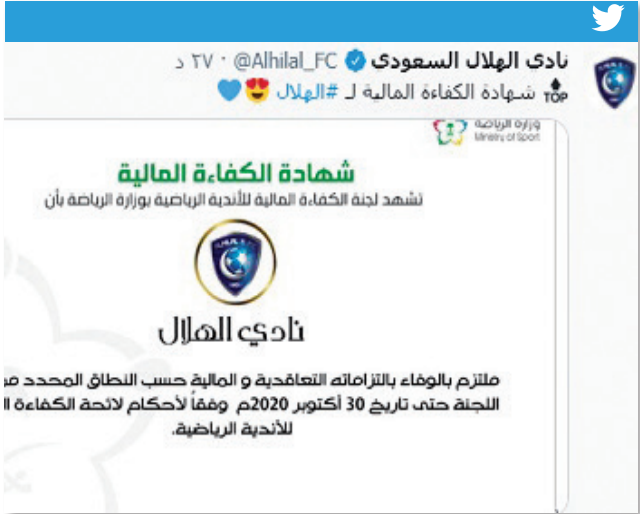 نادي الهلال السعودي @Alhilal_FC · ٢٧ د
🔝 شهادة الكفاءة المالية لـ #الهلال 😍💙
وزارة الرياضة
Ministry of Sport
شهادة الكفاءة المالية
تشهد لجنة الكفاءة المالية للأندية الرياضية بوزارة الرياضة بأن
نادي الهلال
ملتزم بالوفاء بالتزاماته التعاقدية و المالية حسب النطاق المحدد
اللجنة حتى تاريخ 30 أكتوبر 2020م وفقاً لأحكام لائحة الكفاءة
للأندية الرياضية.